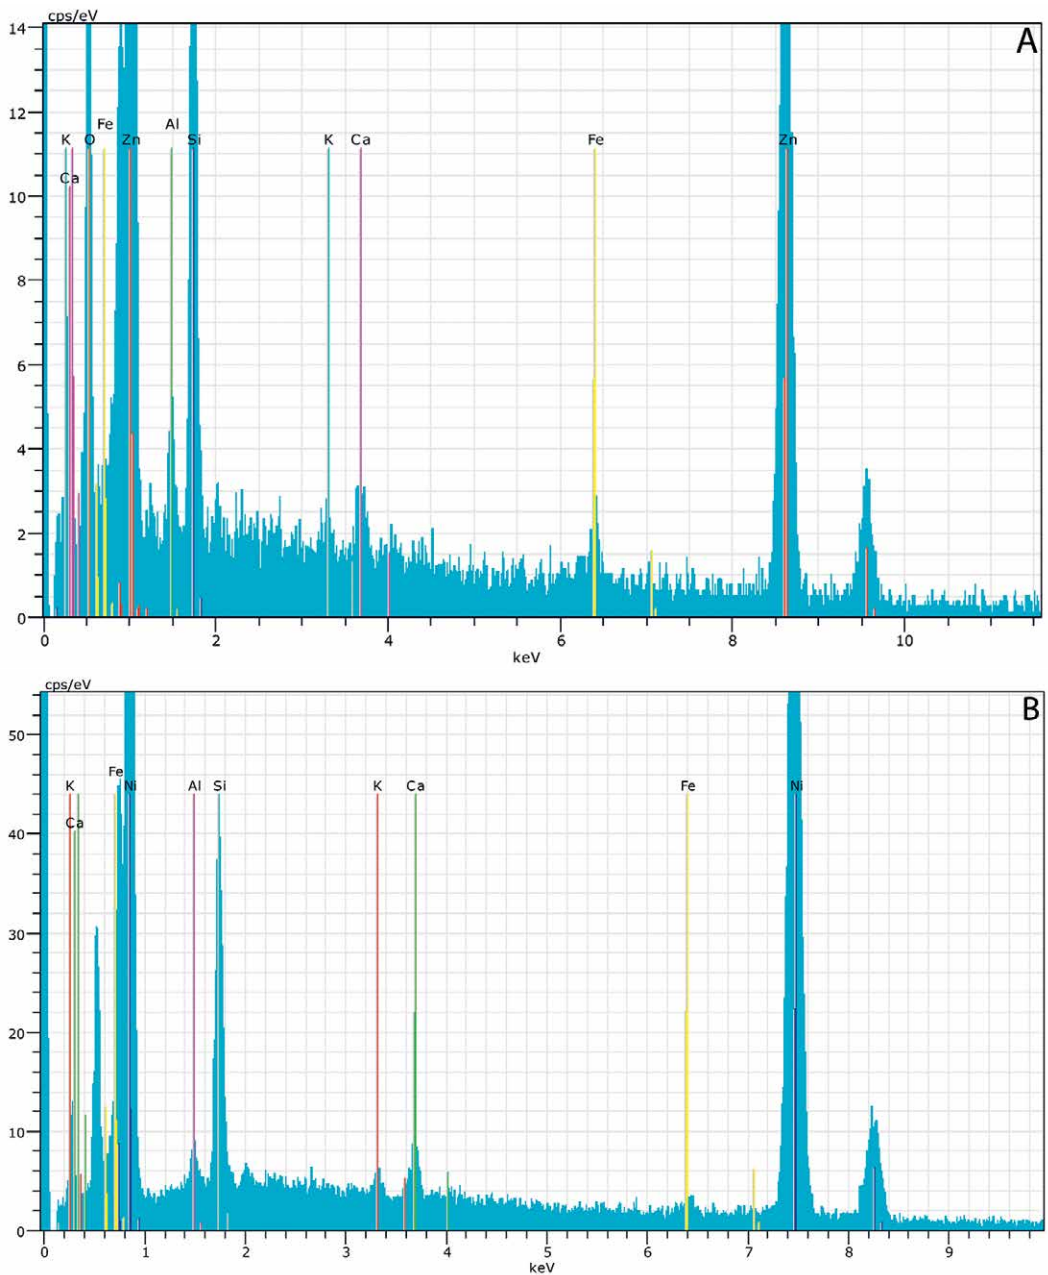 cps/eV
A
14
12
Fe Al
K O Zn Si K Ca Fe Zn
Ca
10
8
6
4
2
0
0 2 4 6 8 10
keV
cps/eV
B
50
Fe
K Ni Al Si K Ca Fe Ni
Ca
40
30
20
10
0
0 1 2 3 4 5 6 7 8 9
keV